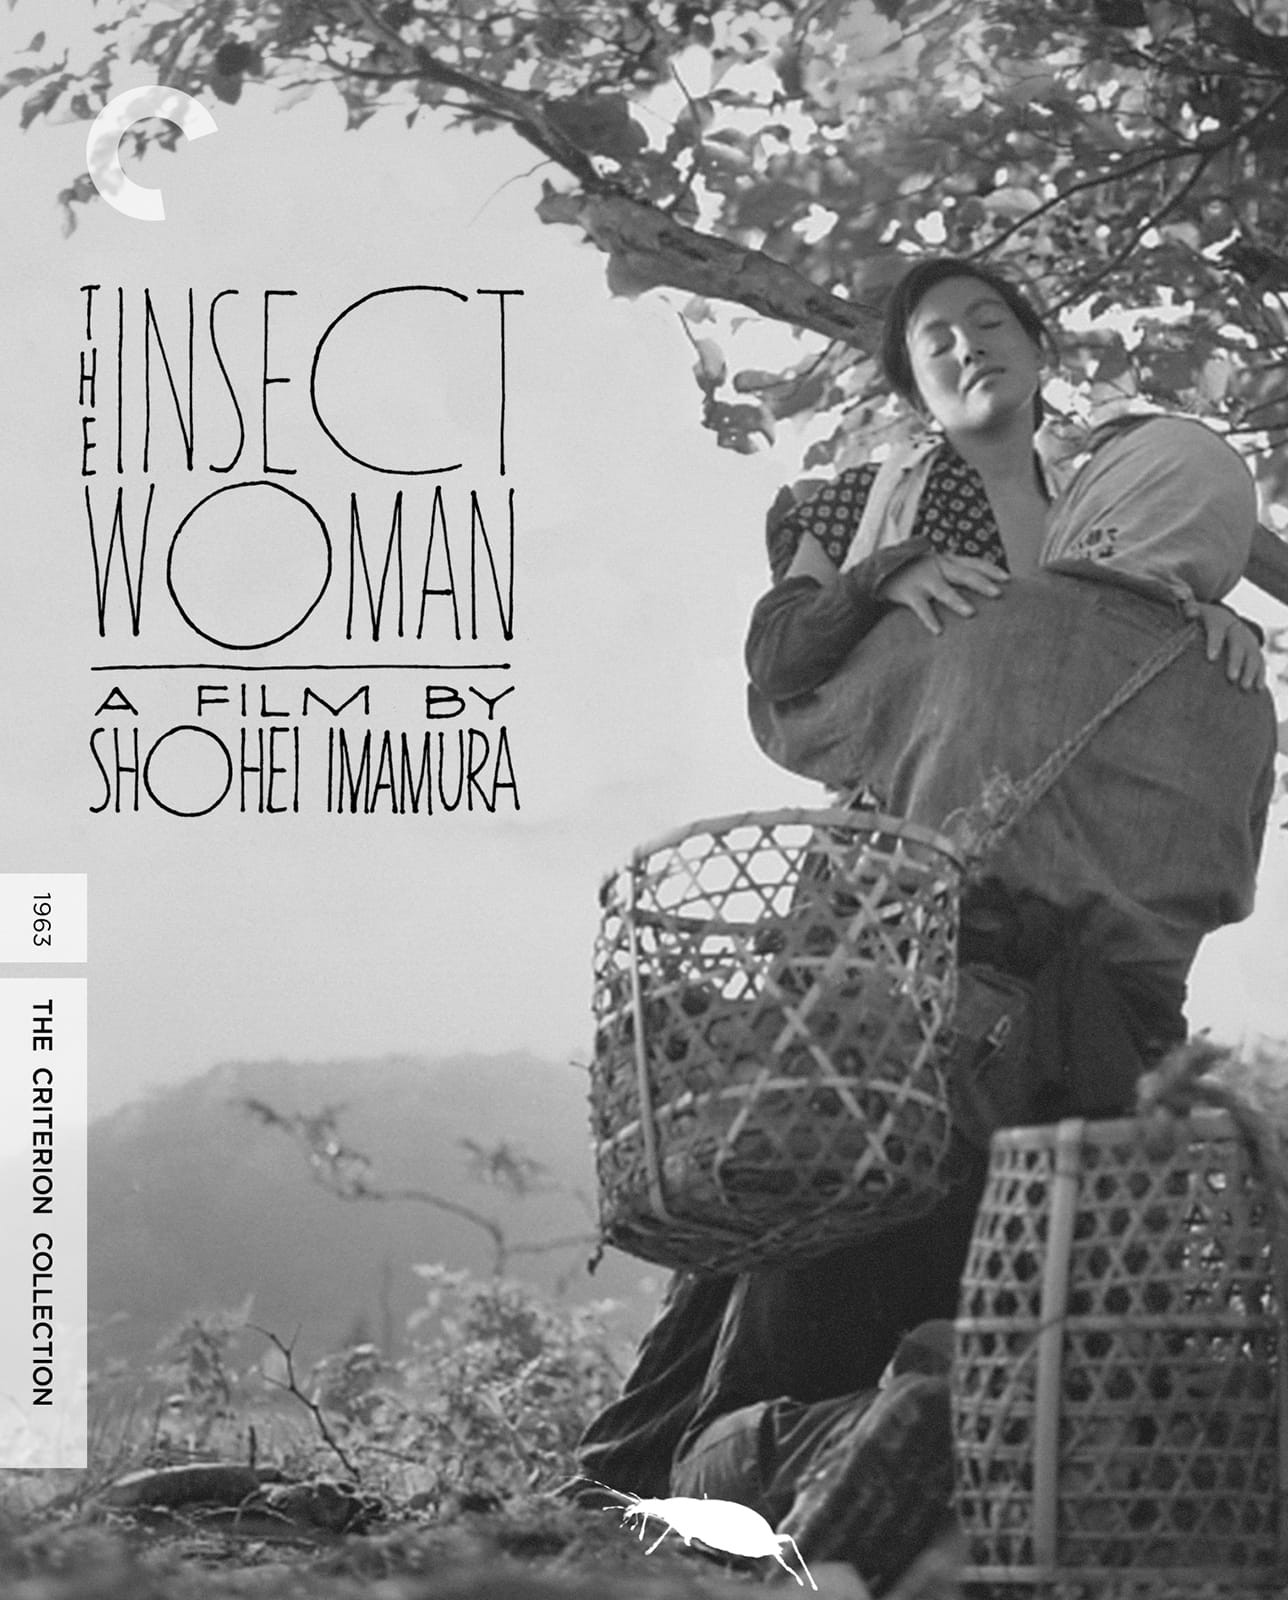 THE INSECT
WOMAN
A FILM BY
SHOHEI IMAMURA
1963
THE CRITERION COLLECTION